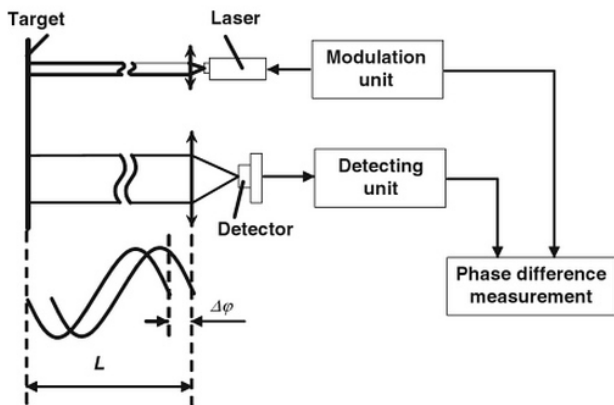 Target
Laser
Modulation
unit
Detecting
unit
Detector
Phase difference
measurement
Δφ
L